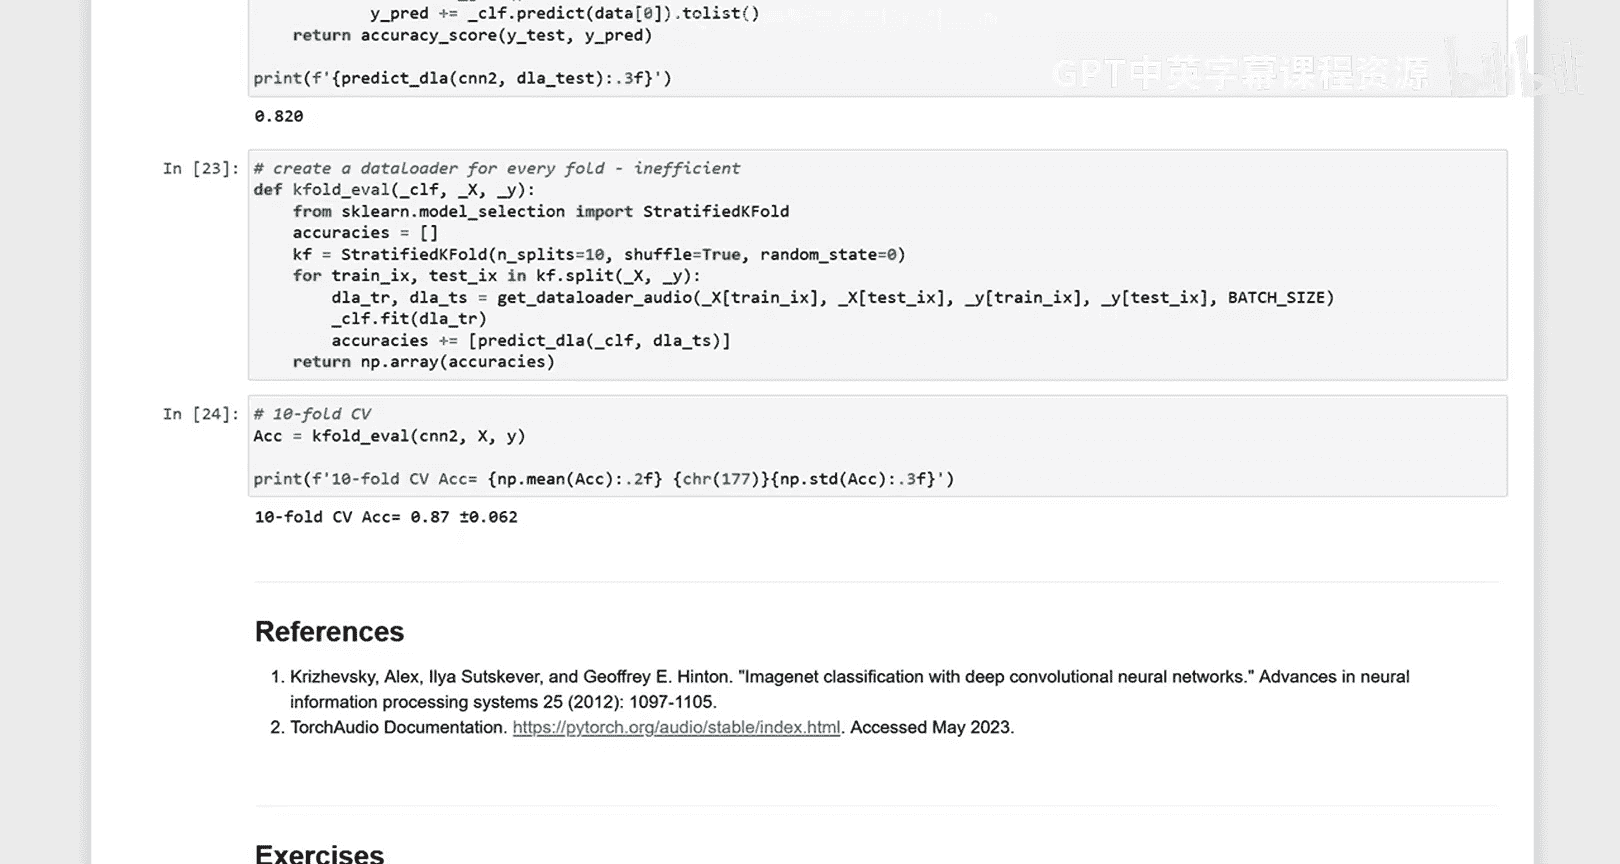 y_pred += _clf.predict(data[0]).tolist()
return accuracy_score(y_test, y_pred)
print(f'{predict_dla(cnn2, dla_test):.3f}')
GPT中英字幕课程资源
bilibili
0.820
In [23]:
# create a dataloader for every fold - inefficient
def kfold_eval(_clf, _X, _y):
from sklearn.model_selection import StratifiedKFold
accuracies = []
kf = StratifiedKFold(n_splits=10, shuffle=True, random_state=0)
for train_ix, test_ix in kf.split(_X, _y):
dla_tr, dla_ts = get_dataloader_audio(_X[train_ix], _X[test_ix], _y[train_ix], _y[test_ix], BATCH_SIZE)
_clf.fit(dla_tr)
accuracies += [predict_dla(_clf, dla_ts)]
return np.array(accuracies)
In [24]:
# 10-fold CV
Acc = kfold_eval(cnn2, X, y)
print(f'10-fold CV Acc= {np.mean(Acc):.2f} {chr(177)}{np.std(Acc):.3f}')
10-fold CV Acc= 0.87 ±0.062
References
1. Krizhevsky, Alex, Ilya Sutskever, and Geoffrey E. Hinton. "Imagenet classification with deep convolutional neural networks." Advances in neural
information processing systems 25 (2012): 1097-1105.
2. TorchAudio Documentation. https://pytorch.org/audio/stable/index.html. Accessed May 2023.
Exercises